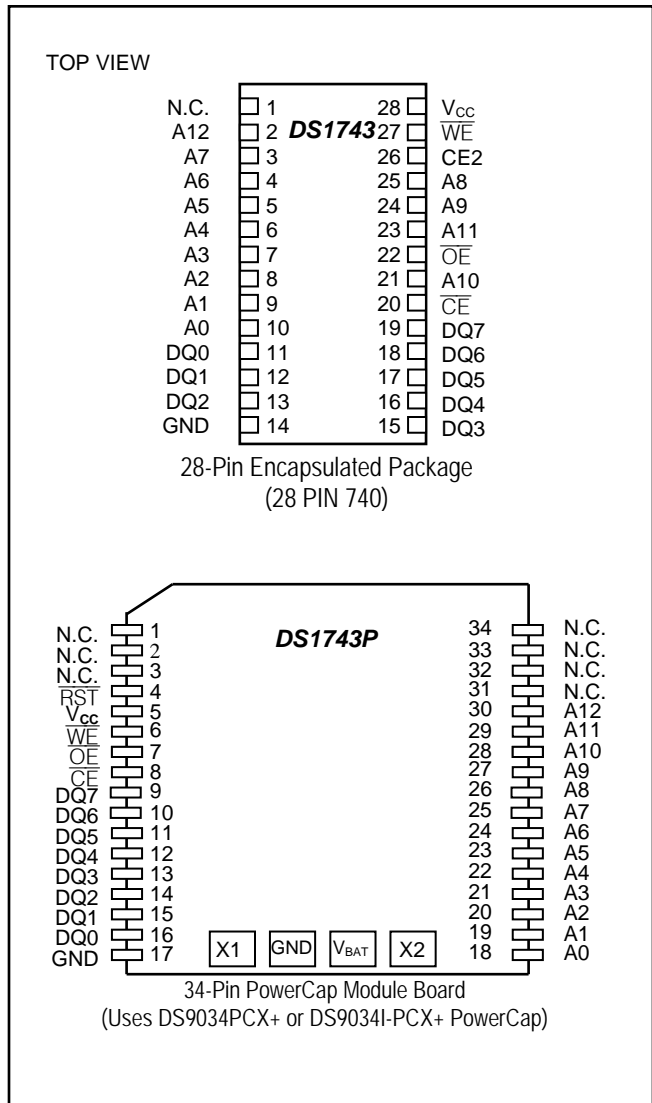 TOP VIEW
N.C. 1 DS1743 28 VCC
A12 2 27 W̅E̅
A7 3 26 CE2
A6 4 25 A8
A5 5 24 A9
A4 6 23 A11
A3 7 22 O̅E̅
A2 8 21 A10
A1 9 20 C̅E̅
A0 10 19 DQ7
DQ0 11 18 DQ6
DQ1 12 17 DQ5
DQ2 13 16 DQ4
GND 14 15 DQ3
28-Pin Encapsulated Package
(28 PIN 740)
DS1743P
N.C. 1 34 N.C.
N.C. 2 33 N.C.
N.C. 3 32 N.C.
R̅S̅T̅ 4 31 N.C.
VCC 5 30 A12
W̅E̅ 6 29 A11
O̅E̅ 7 28 A10
C̅E̅ 8 27 A9
DQ7 9 26 A8
DQ6 10 25 A7
DQ5 11 24 A6
DQ4 12 23 A5
DQ3 13 22 A4
DQ2 14 21 A3
DQ1 15 20 A2
DQ0 16 19 A1
GND 17 18 A0
X1 GND VBAT X2
34-Pin PowerCap Module Board
(Uses DS9034PCX+ or DS9034I-PCX+ PowerCap)